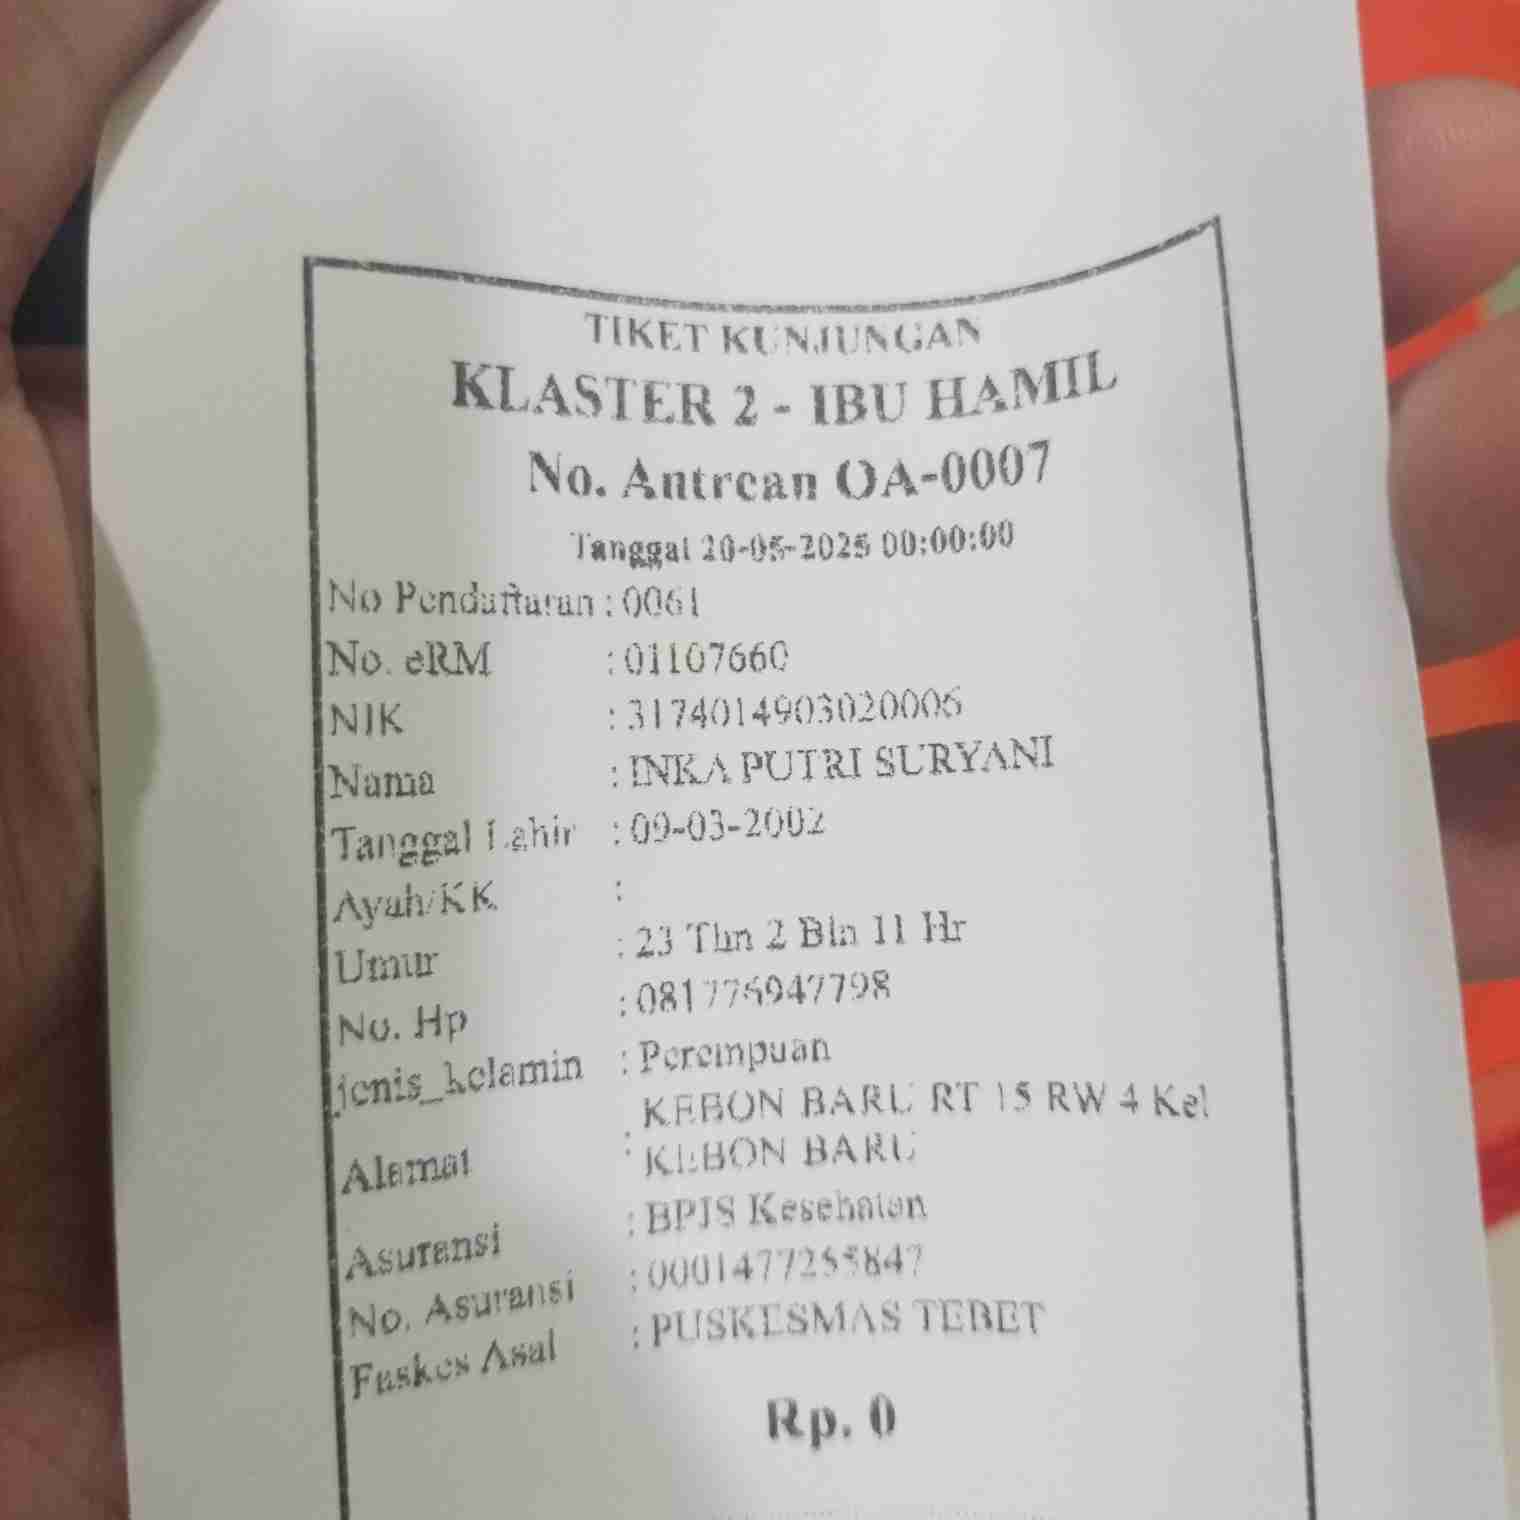 TIKET KUNJUNGAN
KLASTER 2 - IBU HAMIL
No. Antrean OA-0007
Tanggal 20-05-2025 00:00:00
No Pendaftaran : 0061
No. eRM : 01107660
NIK : 3174014903020006
Nama : INKA PUTRI SURYANI
Tanggal Lahir : 09-03-2002
Ayah/KK :
Umur : 23 Thn 2 Bln 11 Hr
No. Hp : 081776947798
jenis_kelamin : Perempuan
Alamat : KEBON BARU RT 15 RW 4 Kel
KEBON BARU
Asuransi : BPJS Kesehatan
No. Asuransi : 0001477255847
Faskes Asal : PUSKESMAS TEBET
Rp. 0